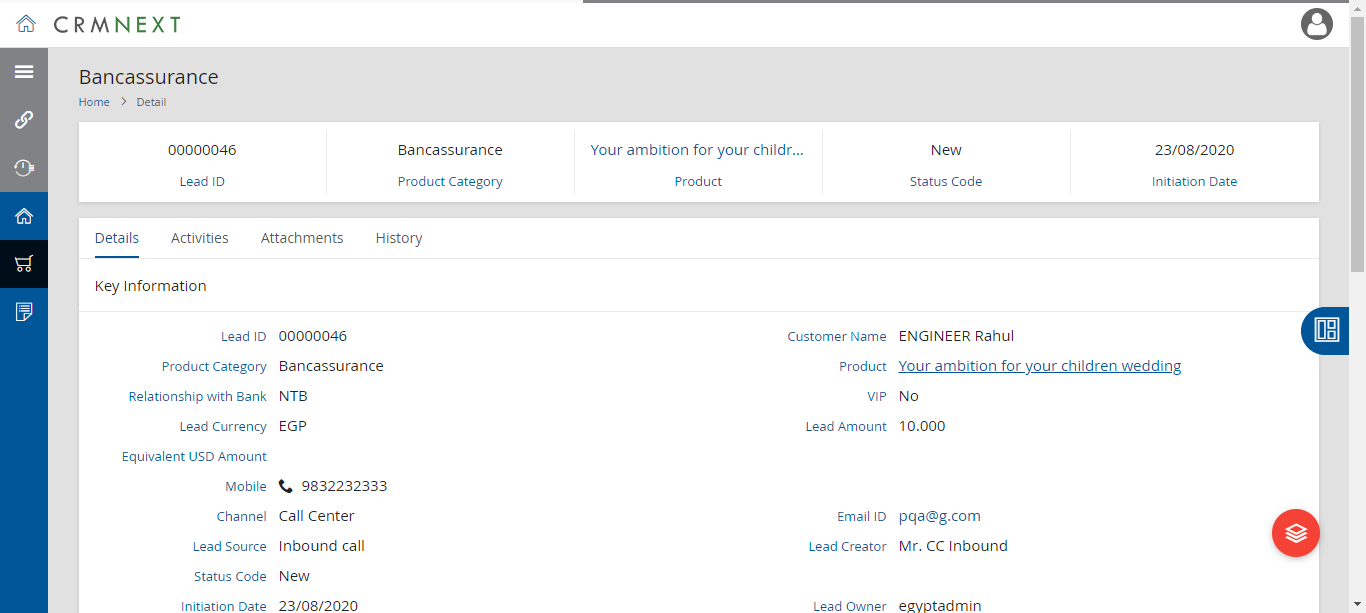 CRMNEXT
Bancassurance
Home > Detail
00000046 Bancassurance Your ambition for your childr... New 23/08/2020
Lead ID Product Category Product Status Code Initiation Date
Details Activities Attachments History
Key Information
Lead ID 00000046 Customer Name ENGINEER Rahul
Product Category Bancassurance Product Your ambition for your children wedding
Relationship with Bank NTB VIP No
Lead Currency EGP Lead Amount 10.000
Equivalent USD Amount
Mobile 9832232333
Channel Call Center Email ID pqa@g.com
Lead Source Inbound call Lead Creator Mr. CC Inbound
Status Code New
Initiation Date 23/08/2020 Lead Owner egyptadmin